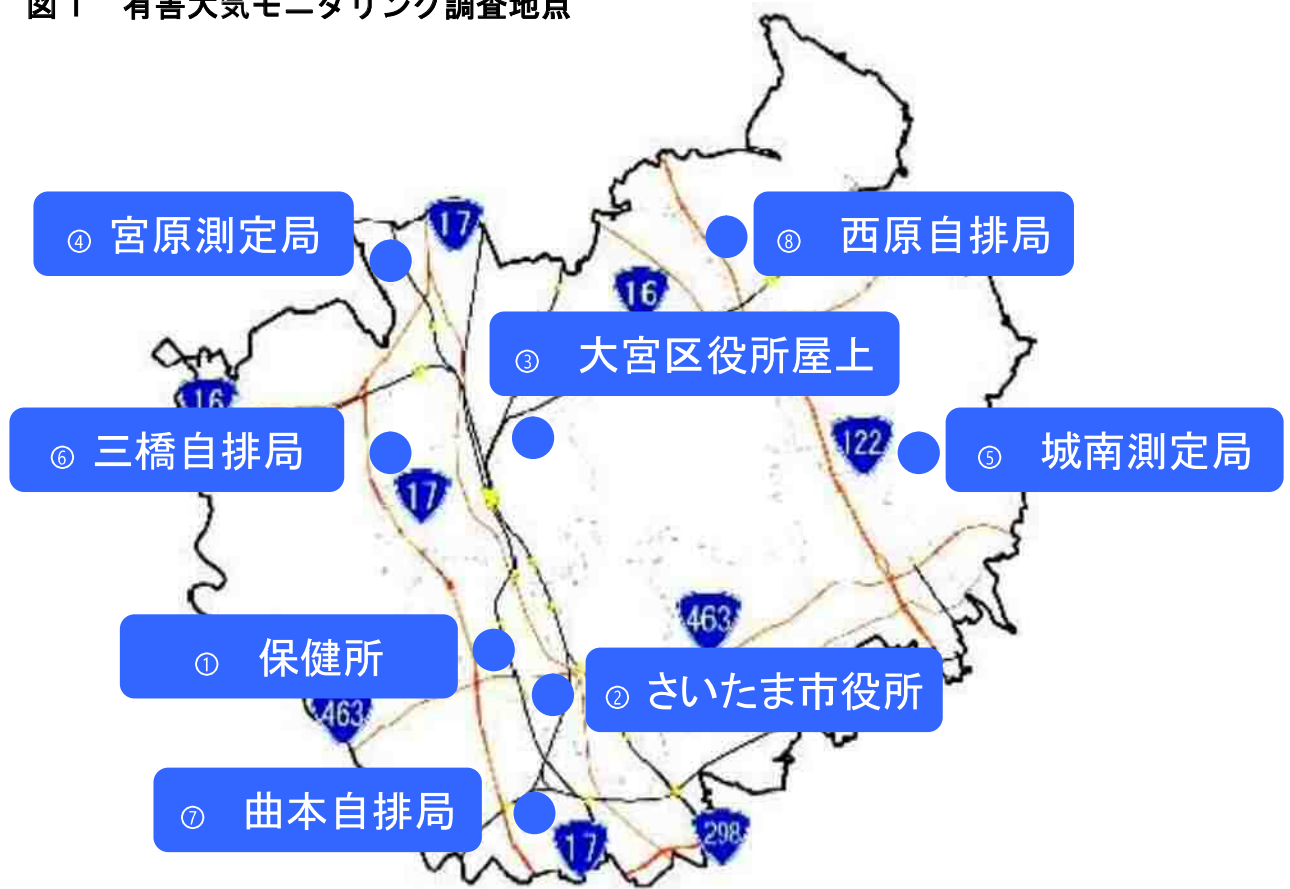 図1 有害大気モニタリング調査地点
④ 宮原測定局
17
⑧ 西原自排局
16
③ 大宮区役所屋上
16
⑥ 三橋自排局
122
⑤ 城南測定局
17
463
① 保健所
② さいたま市役所
463
⑦ 曲本自排局
17
298